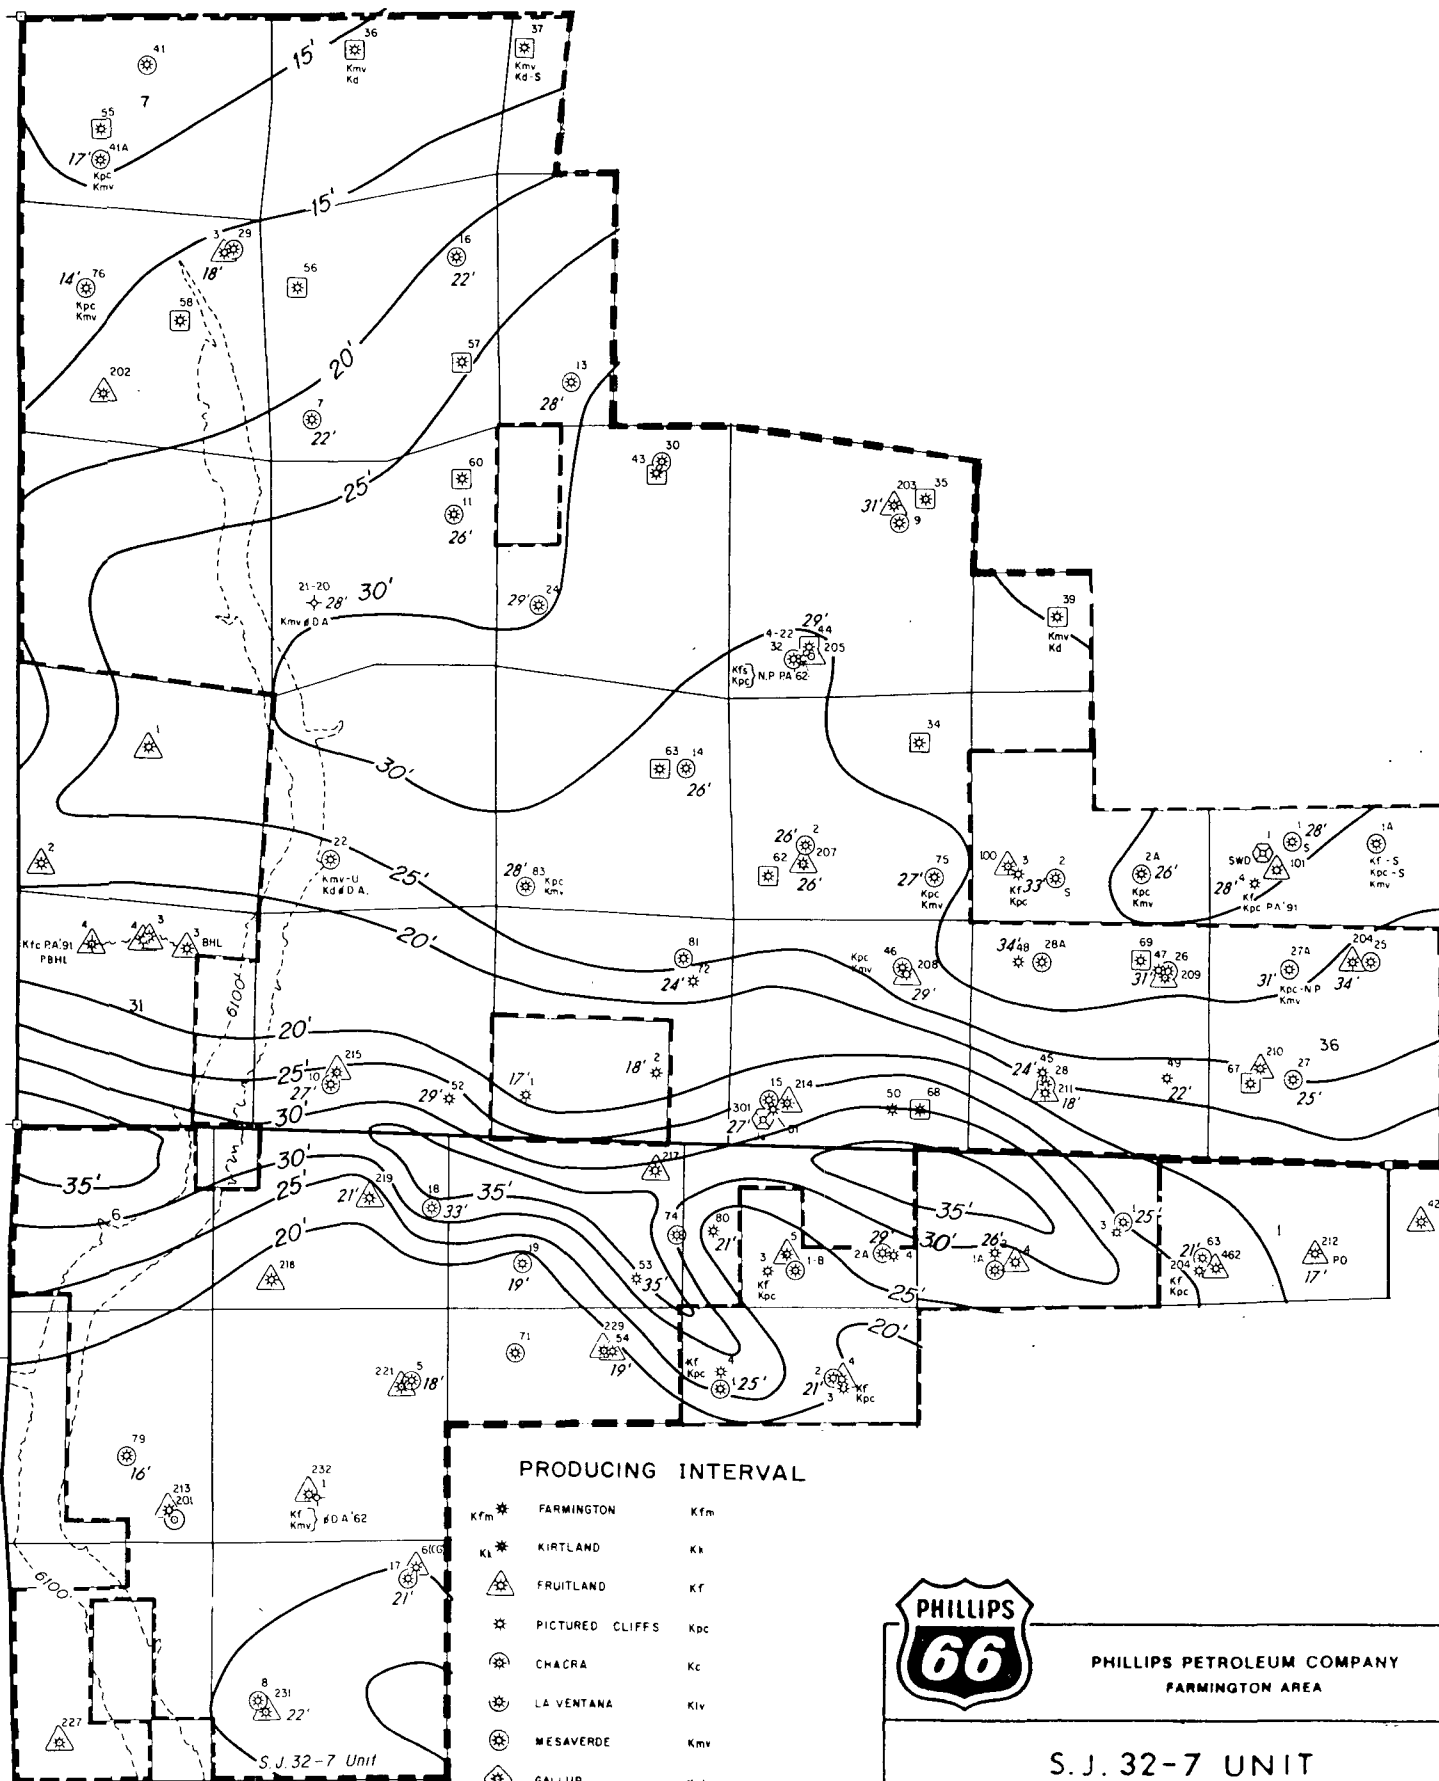 41
36
37
15'
Kmv
Kd
Kmv
Kd-S
7
55
17'
41A
Kpc
Kmv
15'
3
29
18'
16
22'
14'
76
Kpc
Kmv
56
58
57
20'
13
28'
202
7
22'
25'
60
11
26'
43
30
203
35
31'
9
21-20
28'
30'
29'
24
39
Kmv
Kd
29'
4-22
44
32
205
Kfs
Kpc
N.P. P.A.'62
1
34
30'
63
14
26'
2
22
Kmv-U
25'
28'
83
Kpc
Kmv
26'
2
62
207
26'
75
27'
Kpc
Kmv
100
3
2
Kf
33'
Kpc
S
2A
26'
Kpc
Kmv
1
1
28'
SWD
S
101
28'
4
Kf
Kpc P.A.'91
1A
Kf-S
Kpc-S
Kmv
4
4
3
3
BHL
Kfc P.A.'91
PBHL
20'
81
72
24'
Kpc
Kmv
46
208
29'
34'
48
28A
69
47
26
31'
209
27A
31'
Kpc-N.P.
Kmv
204
25
34'
31
6100'
20'
25'
215
10
27'
30'
52
29'
17'
1
18'
2
15
214
301
27'
50
68
45
24'
28
211
18'
49
22'
210
67
27
25'
36
35'
6
30'
25'
20'
219
21'
18
33'
35'
217
74
80
21'
218
19
19'
53
35'
5
3
1-B
Kf
Kpc
29'
2A
4
35'
30'
26'
1A
4
1
25'
3
63
21'
204
462
Kf
Kpc
1
212
PO
17'
42
25'
20'
71
229
54
19'
221
5
18'
4
Kf
Kpc
1
25'
2
4
21'
3
Kf
Kpc
79
16'
213
201
232
1
Kf
Kmv
17
21'
6100'
8
231
22'
227
S.J. 32-7 Unit
PRODUCING INTERVAL
Kfm FARMINGTON Kfm
Kk KIRTLAND Kk
FRUITLAND Kf
PICTURED CLIFFS Kpc
CHACRA Kc
LA VENTANA Klv
MESAVERDE Kmv
GALLUP
PHILLIPS
66
PHILLIPS PETROLEUM COMPANY
FARMINGTON AREA
S.J. 32-7 UNIT